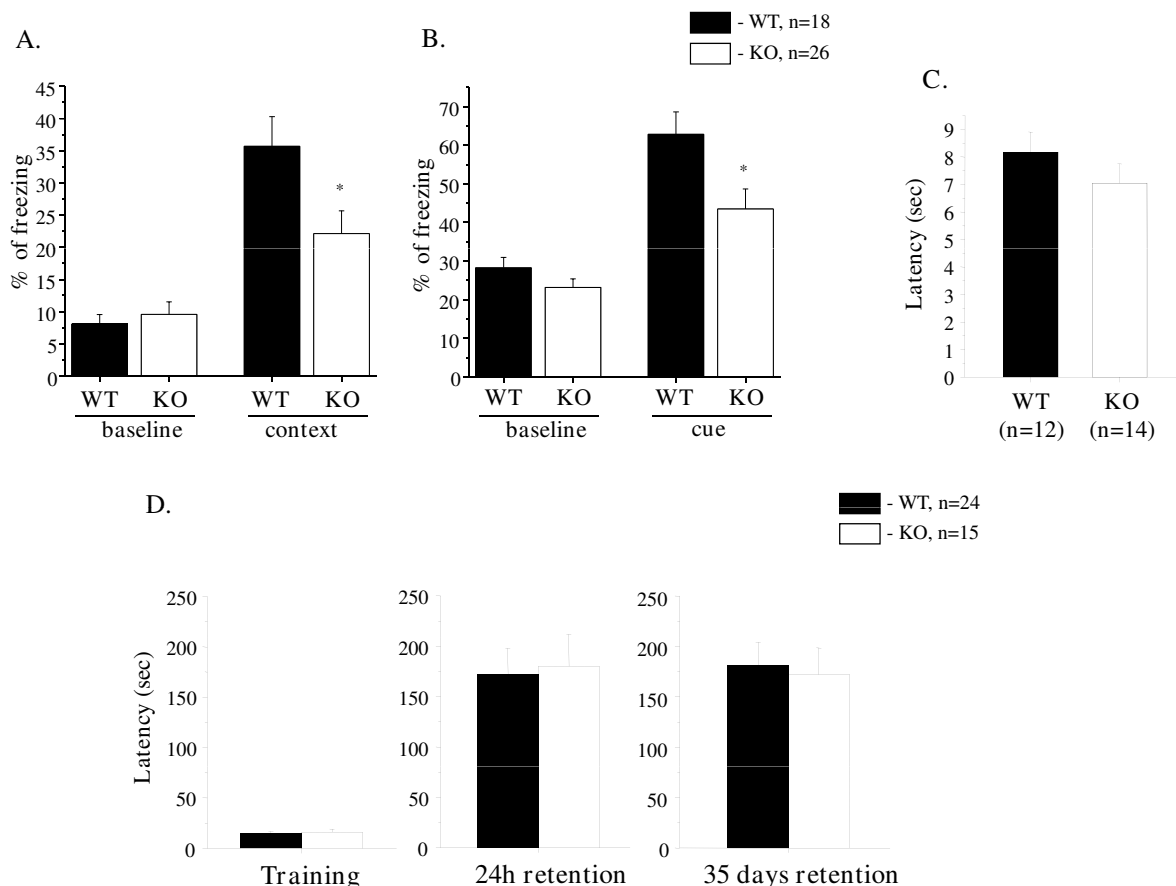 - WT, n=18
- KO, n=26
A.
45
40
35
30
25
20
15
10
5
0
% of freezing
WT KO WT KO
baseline context
B.
70
60
50
40
30
20
10
0
% of freezing
WT KO WT KO
baseline cue
C.
9
8
7
6
5
4
3
2
1
0
Latency (sec)
WT KO
(n=12) (n=14)
*
*
D.
- WT, n=24
- KO, n=15
250
200
150
100
50
0
Latency (sec)
Training
250
200
150
100
50
0
24h retention
250
200
150
100
50
0
35 days retention